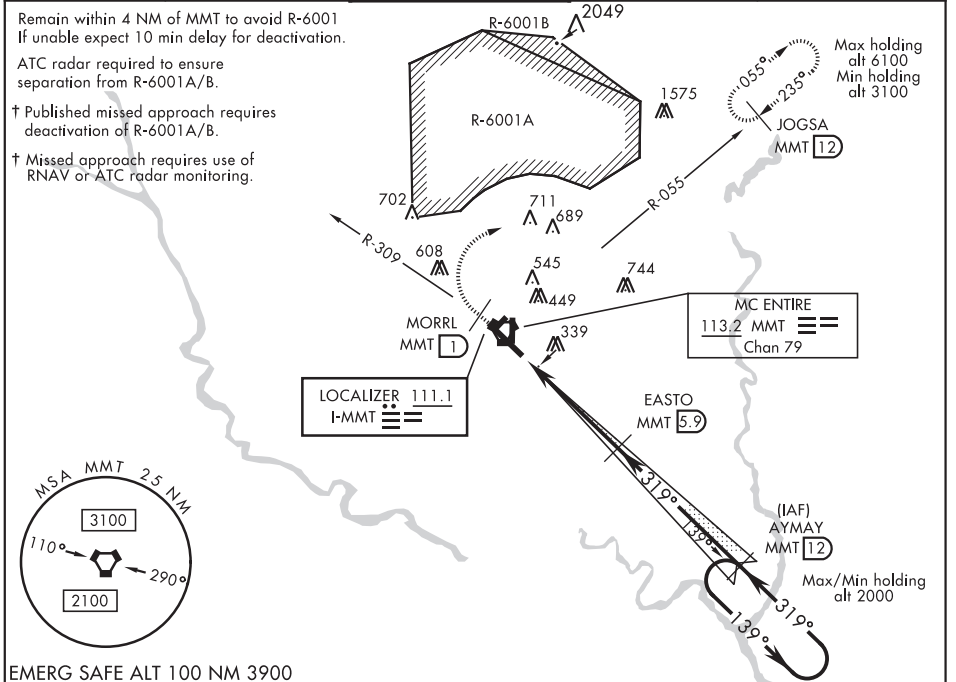 Remain within 4 NM of MMT to avoid R-6001
If unable expect 10 min delay for deactivation.
ATC radar required to ensure
separation from R-6001A/B.
† Published missed approach requires
deactivation of R-6001A/B.
† Missed approach requires use of
RNAV or ATC radar monitoring.
R-6001B
2049
R-6001A
1575
055°
235°
Max holding
alt 6100
Min holding
alt 3100
JOGSA
MMT 12
R-055
702
711
689
R-309
608
545
744
449
MORRL
MMT 1
339
MC ENTIRE
113.2 MMT
Chan 79
LOCALIZER 111.1
I-MMT
EASTO
MMT 5.9
319°
139°
(IAF)
AYMAY
MMT 12
Max/Min holding
alt 2000
319°
139°
MSA MMT 25 NM
3100
110°
290°
2100
EMERG SAFE ALT 100 NM 3900